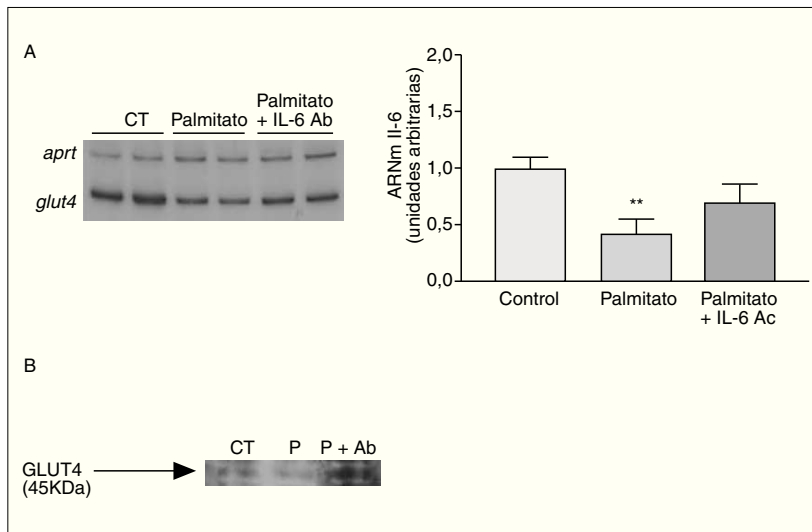 A
CT
Palmitato
Palmitato
+ IL-6 Ab
aprt
glut4
ARNm Il-6
(unidades arbitrarias)
2,0
1,5
1,0
0,5
0,0
**
Control
Palmitato
Palmitato
+ IL-6 Ac
B
CT
P
P + Ab
GLUT4
(45KDa)